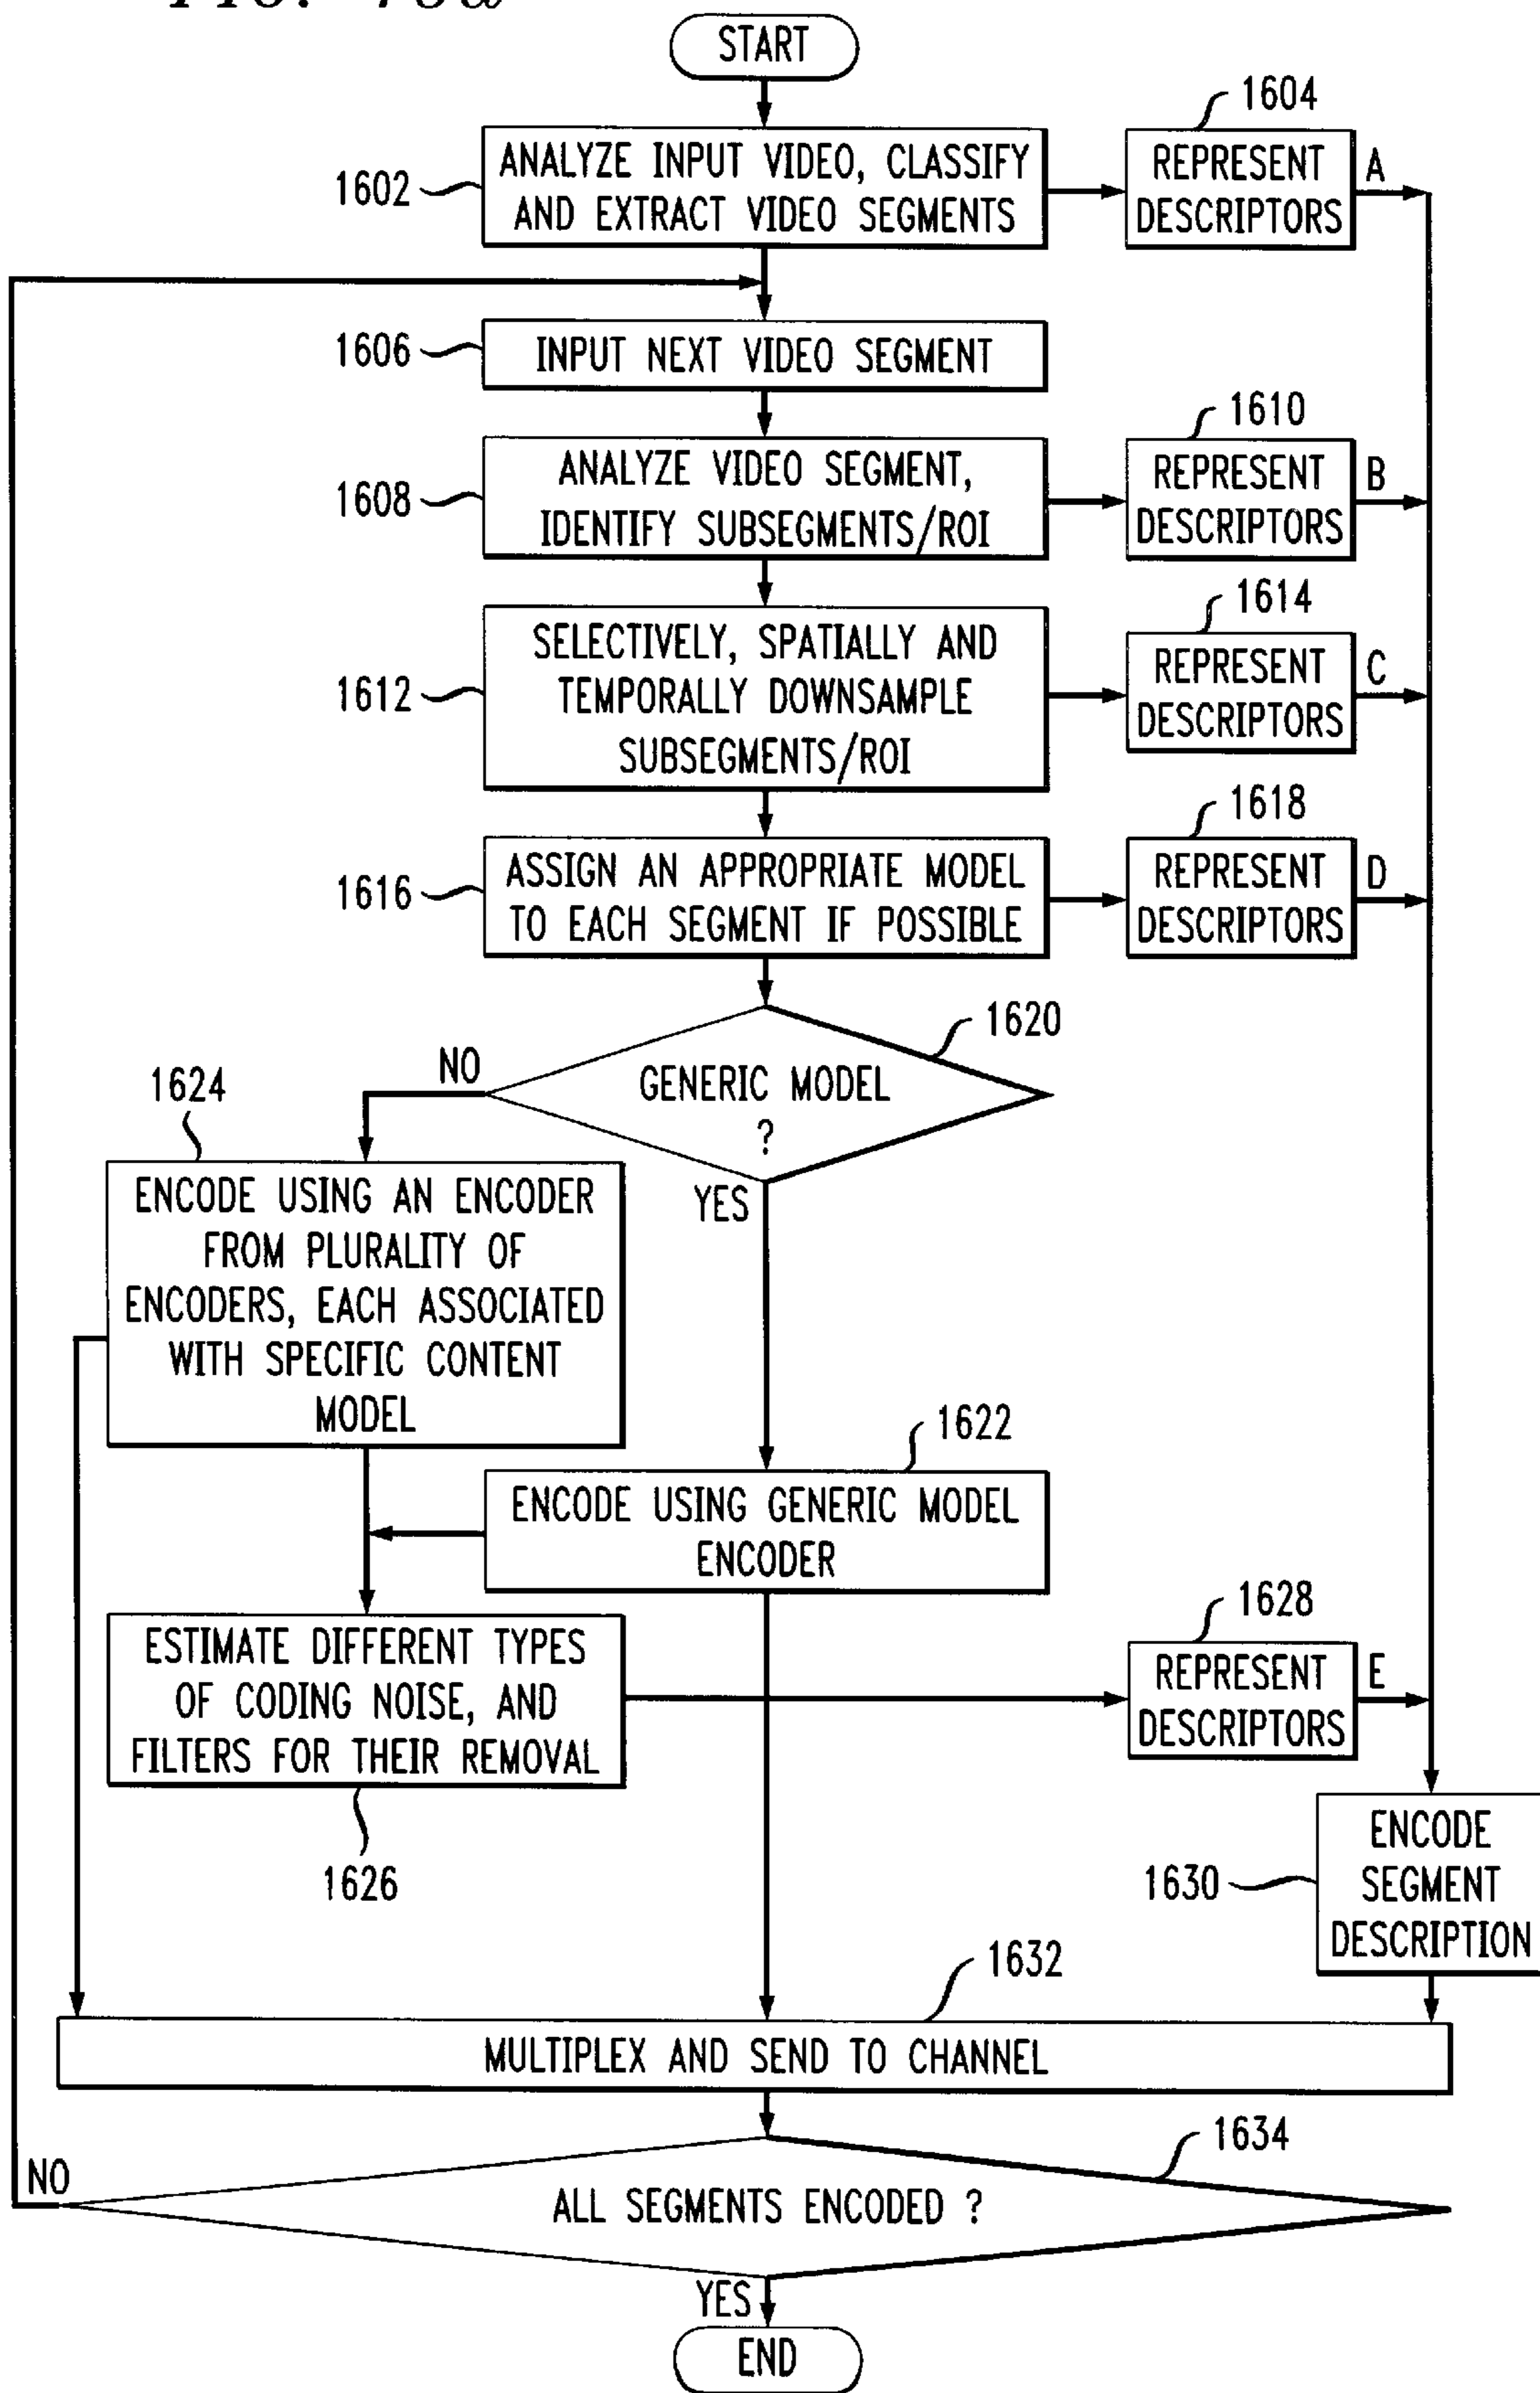 START
1604
ANALYZE INPUT VIDEO, CLASSIFY
AND EXTRACT VIDEO SEGMENTS
1602
REPRESENT
DESCRIPTORS
A
1606
INPUT NEXT VIDEO SEGMENT
1610
ANALYZE VIDEO SEGMENT,
IDENTIFY SUBSEGMENTS/ROI
1608
REPRESENT
DESCRIPTORS
B
1614
SELECTIVELY, SPATIALLY AND
TEMPORALLY DOWNSAMPLE
SUBSEGMENTS/ROI
1612
REPRESENT
DESCRIPTORS
C
1618
ASSIGN AN APPROPRIATE MODEL
TO EACH SEGMENT IF POSSIBLE
1616
REPRESENT
DESCRIPTORS
D
1620
NO
GENERIC MODEL
?
YES
1624
ENCODE USING AN ENCODER
FROM PLURALITY OF
ENCODERS, EACH ASSOCIATED
WITH SPECIFIC CONTENT
MODEL
1622
ENCODE USING GENERIC MODEL
ENCODER
ESTIMATE DIFFERENT TYPES
OF CODING NOISE, AND
FILTERS FOR THEIR REMOVAL
1626
1628
REPRESENT
DESCRIPTORS
E
1630
ENCODE
SEGMENT
DESCRIPTION
1632
MULTIPLEX AND SEND TO CHANNEL
1634
NO
ALL SEGMENTS ENCODED ?
YES
END